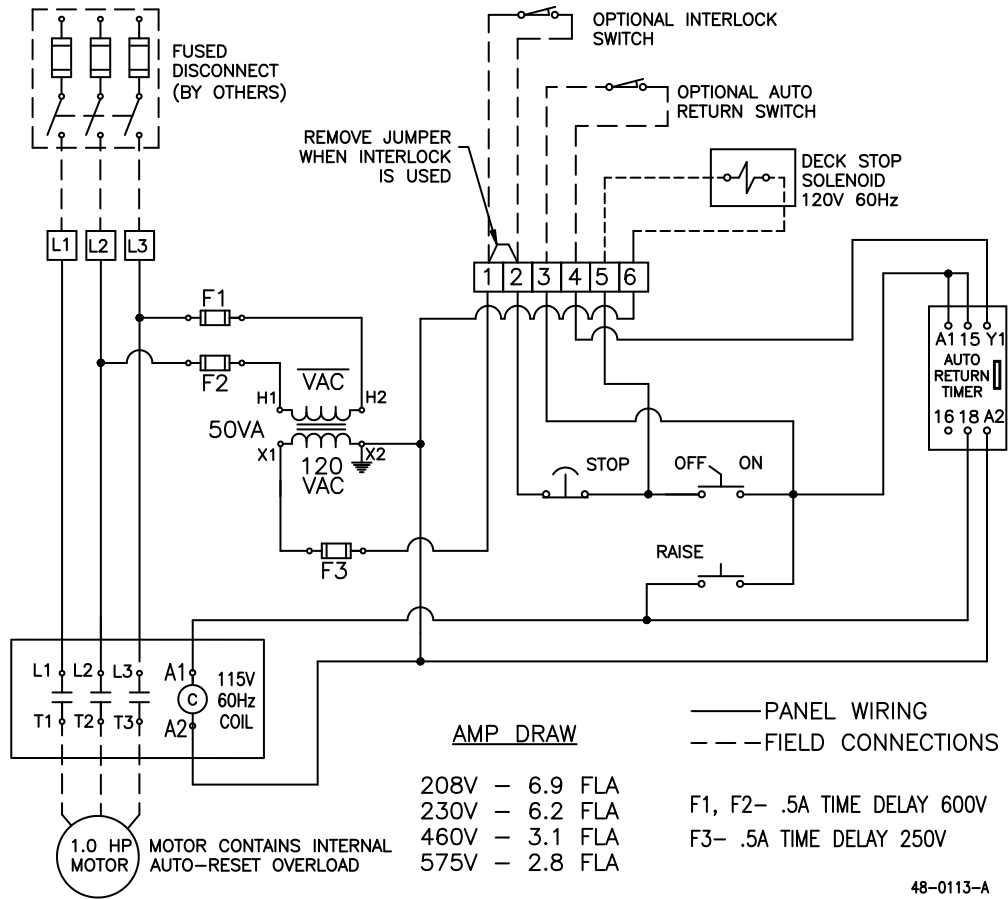 OPTIONAL INTERLOCK
SWITCH
FUSED
DISCONNECT
(BY OTHERS)
OPTIONAL AUTO
RETURN SWITCH
REMOVE JUMPER
WHEN INTERLOCK
IS USED
DECK STOP
SOLENOID
120V 60Hz
L1 L2 L3
1 2 3 4 5 6
F1
F2
A1 15 Y1
AUTO
RETURN
TIMER
16 18 A2
VAC
H1 H2
50VA
X1 X2
120
VAC
STOP
OFF ON
F3
RAISE
L1 L2 L3 A1
115V
60Hz
COIL
C
T1 T2 T3 A2
PANEL WIRING
FIELD CONNECTIONS
AMP DRAW
208V – 6.9 FLA
230V – 6.2 FLA
460V – 3.1 FLA
575V – 2.8 FLA
F1, F2– .5A TIME DELAY 600V
F3– .5A TIME DELAY 250V
1.0 HP
MOTOR
MOTOR CONTAINS INTERNAL
AUTO–RESET OVERLOAD
48–0113–A